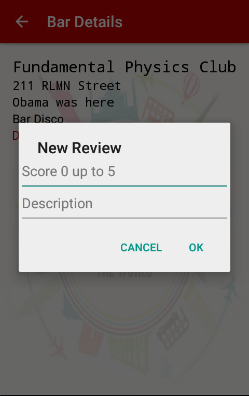 Bar Details
Fundamental Physics Club
211 RLMN Street
Obama was here
Bar Disco
New Review
Score 0 up to 5
Description
CANCEL
OK